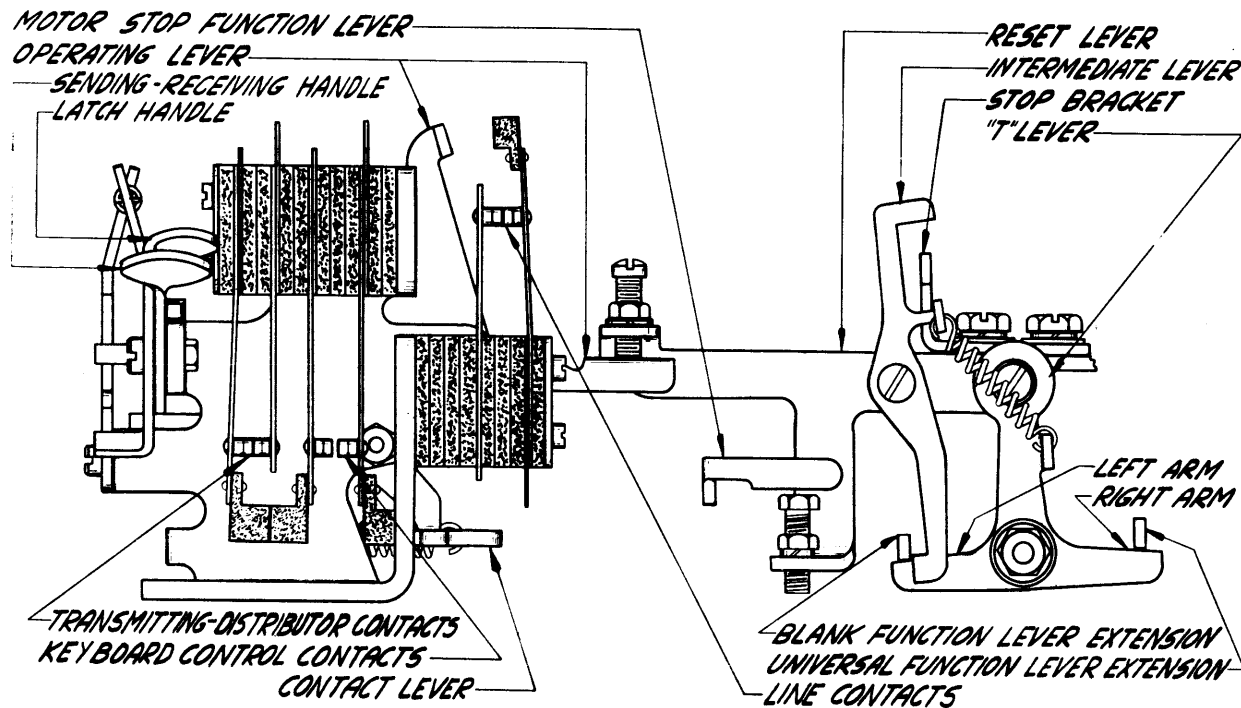 MOTOR STOP FUNCTION LEVER
OPERATING LEVER
SENDING-RECEIVING HANDLE
LATCH HANDLE
RESET LEVER
INTERMEDIATE LEVER
STOP BRACKET
"T" LEVER
LEFT ARM
RIGHT ARM
TRANSMITTING-DISTRIBUTOR CONTACTS
KEYBOARD CONTROL CONTACTS
CONTACT LEVER
BLANK FUNCTION LEVER EXTENSION
UNIVERSAL FUNCTION LEVER EXTENSION
LINE CONTACTS